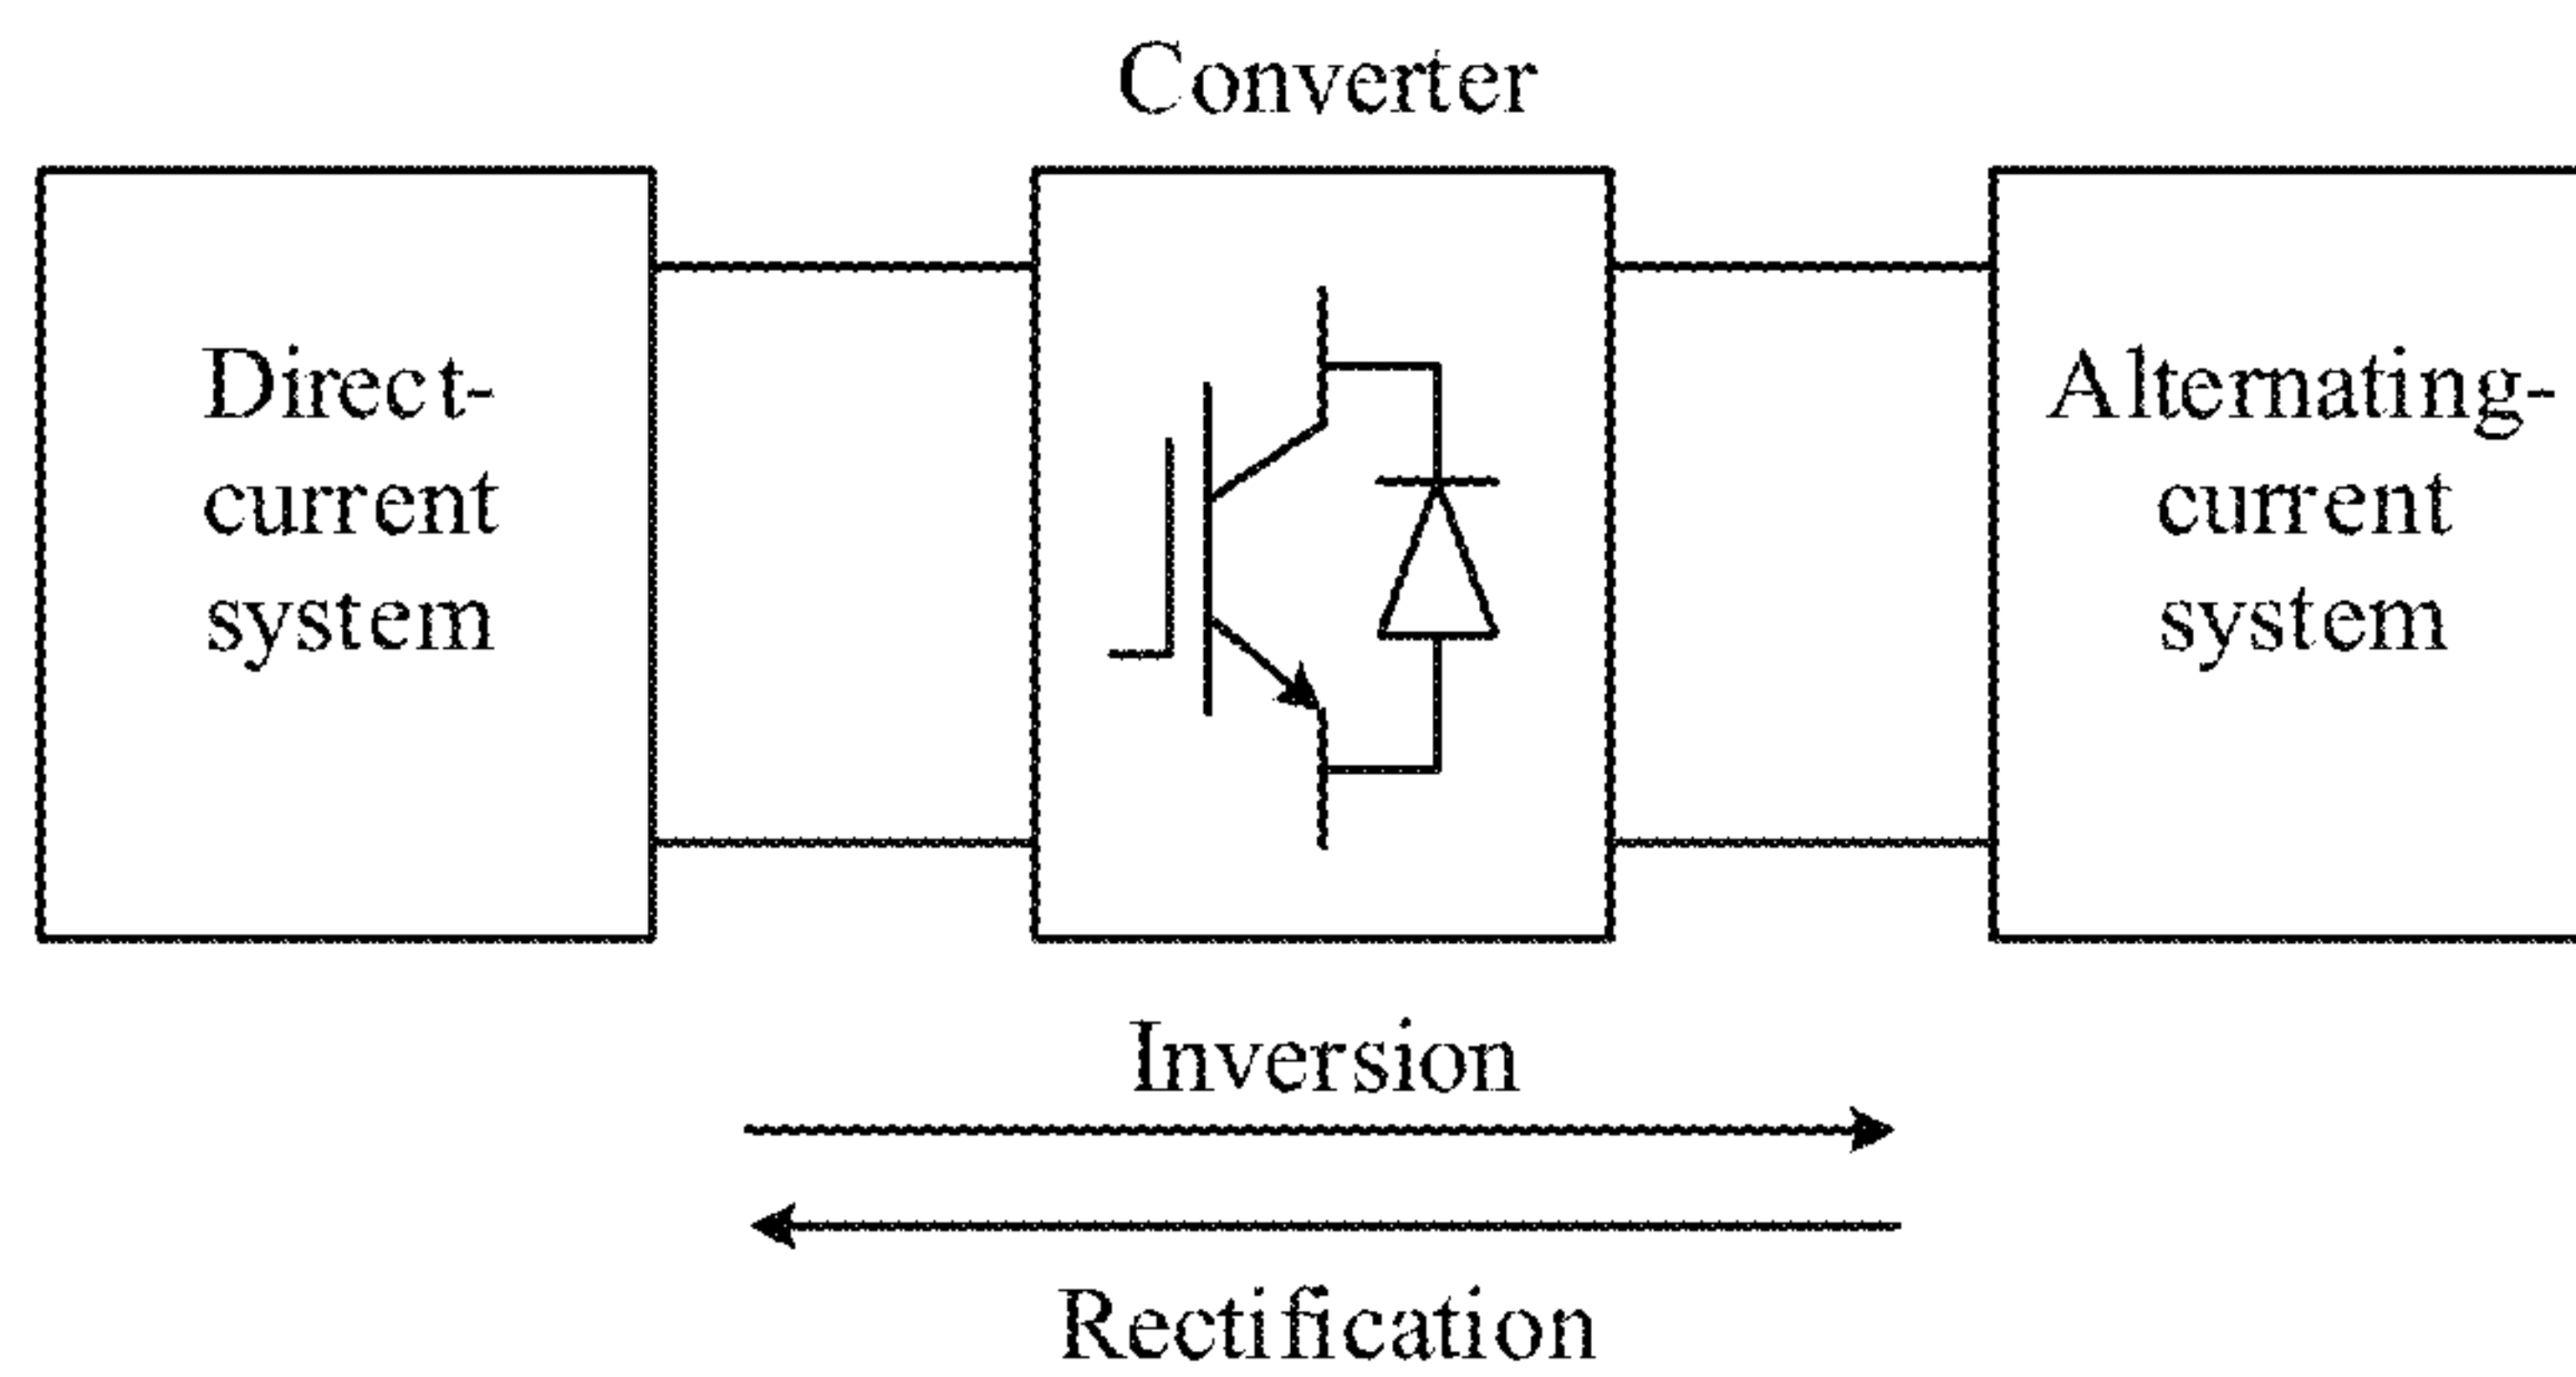 Converter
Direct-
current
system
Alternating-
current
system
Inversion
Rectification